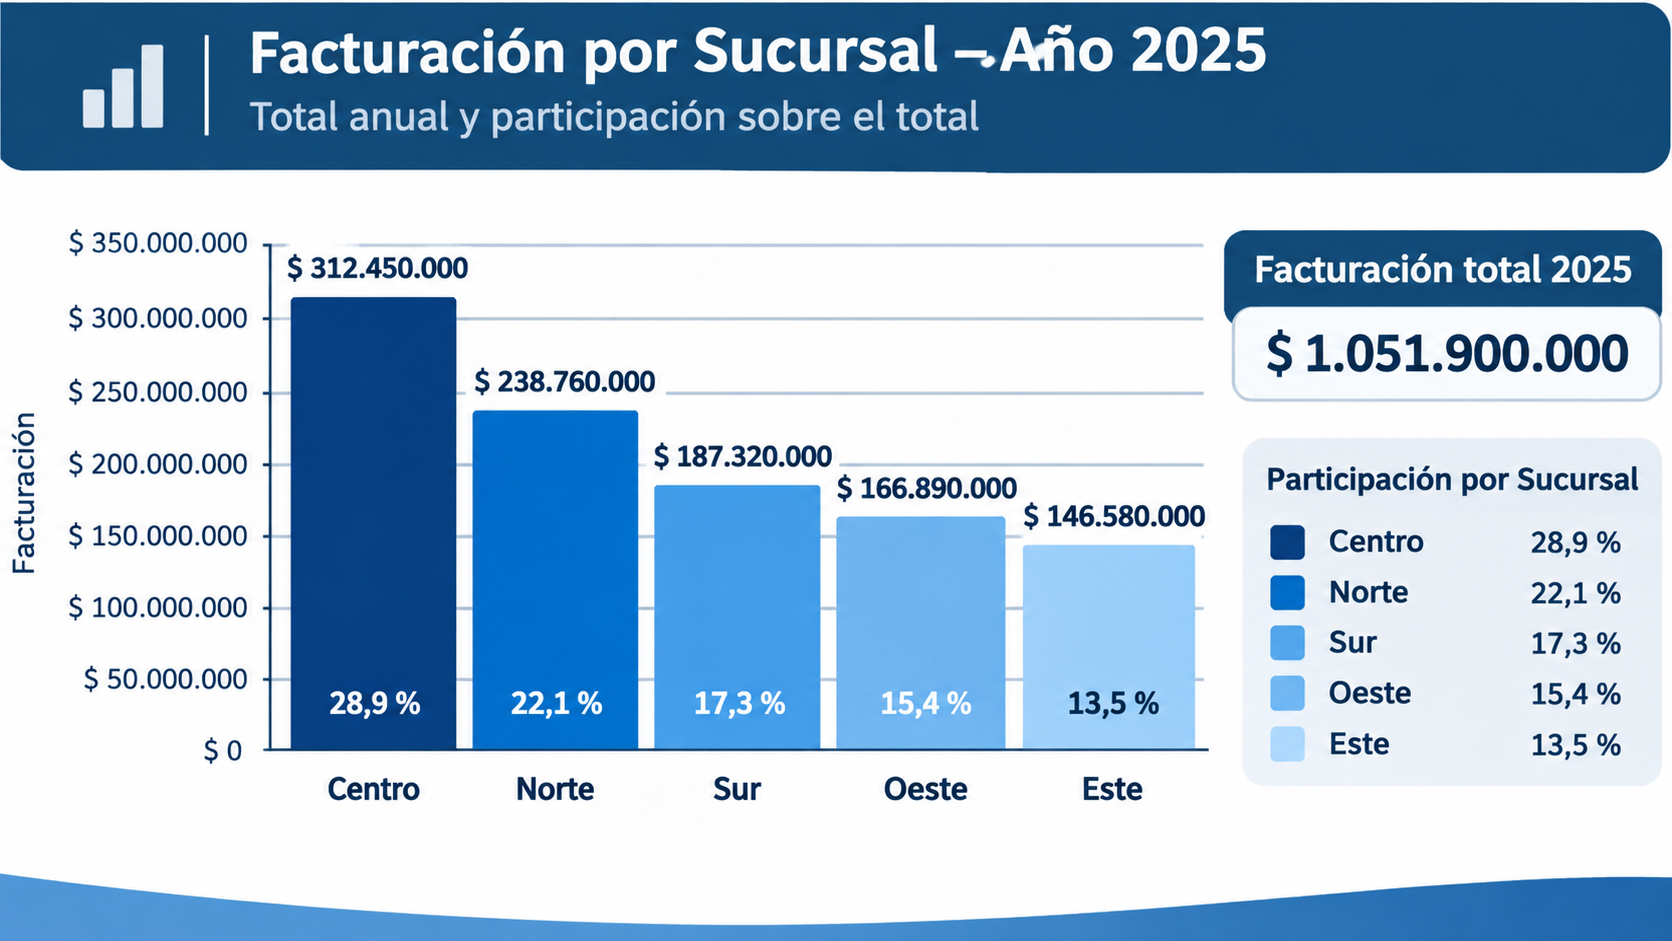 Facturación por Sucursal – Año 2025
Total anual y participación sobre el total
Facturación
$ 350.000.000
$ 300.000.000
$ 250.000.000
$ 200.000.000
$ 150.000.000
$ 100.000.000
$ 50.000.000
$ 0
$ 312.450.000
$ 238.760.000
$ 187.320.000
$ 166.890.000
$ 146.580.000
28,9 %
22,1 %
17,3 %
15,4 %
13,5 %
Centro
Norte
Sur
Oeste
Este
Facturación total 2025
$ 1.051.900.000
Participación por Sucursal
Centro 28,9 %
Norte 22,1 %
Sur 17,3 %
Oeste 15,4 %
Este 13,5 %